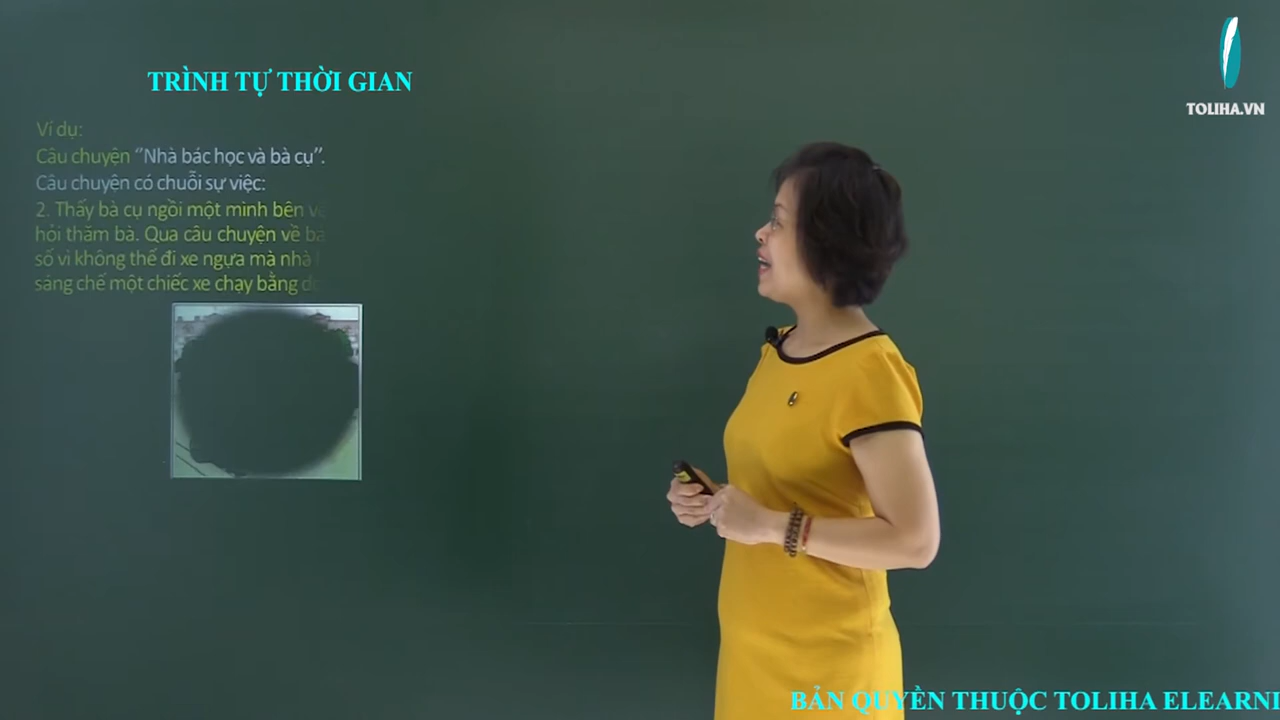 TRÌNH TỰ THỜI GIAN
TOLIHA.VN
Ví dụ:
Câu chuyện “Nhà bác học và bà cụ”.
Câu chuyện có chuỗi sự việc:
2. Thấy bà cụ ngồi một mình bên
hỏi thăm bà. Qua câu chuyện về bà
số vì không thể đi xe ngựa mà nhà
sáng chế một chiếc xe chạy bằng
BẢN QUYỀN THUỘC TOLIHA ELEARNI